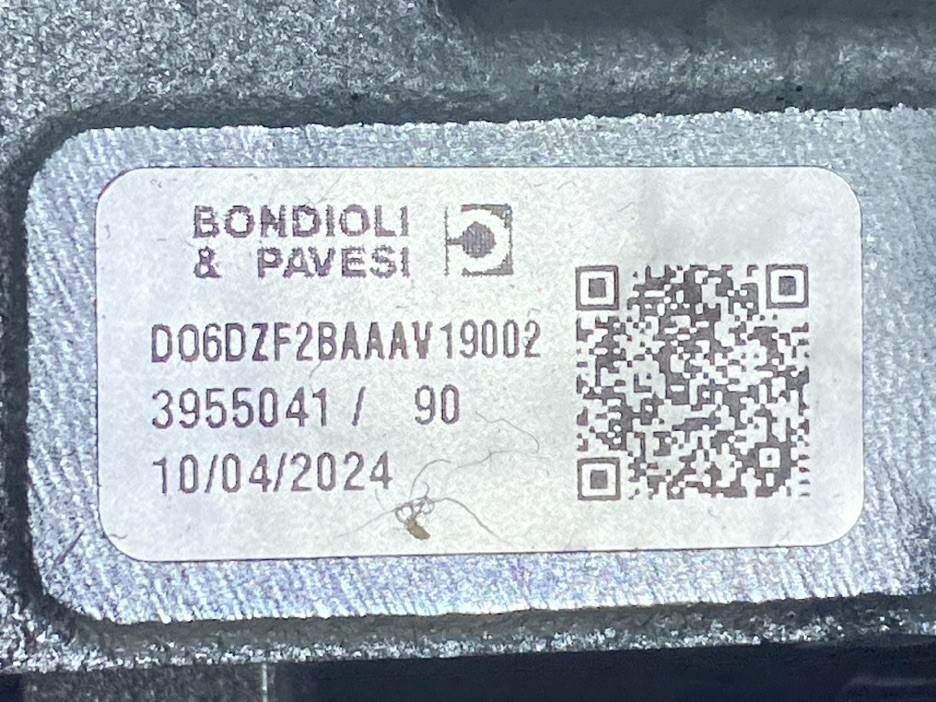 BONDIOLI
& PAVESI
D06DZF2BAAAV19002
3955041 / 90
10/04/2024